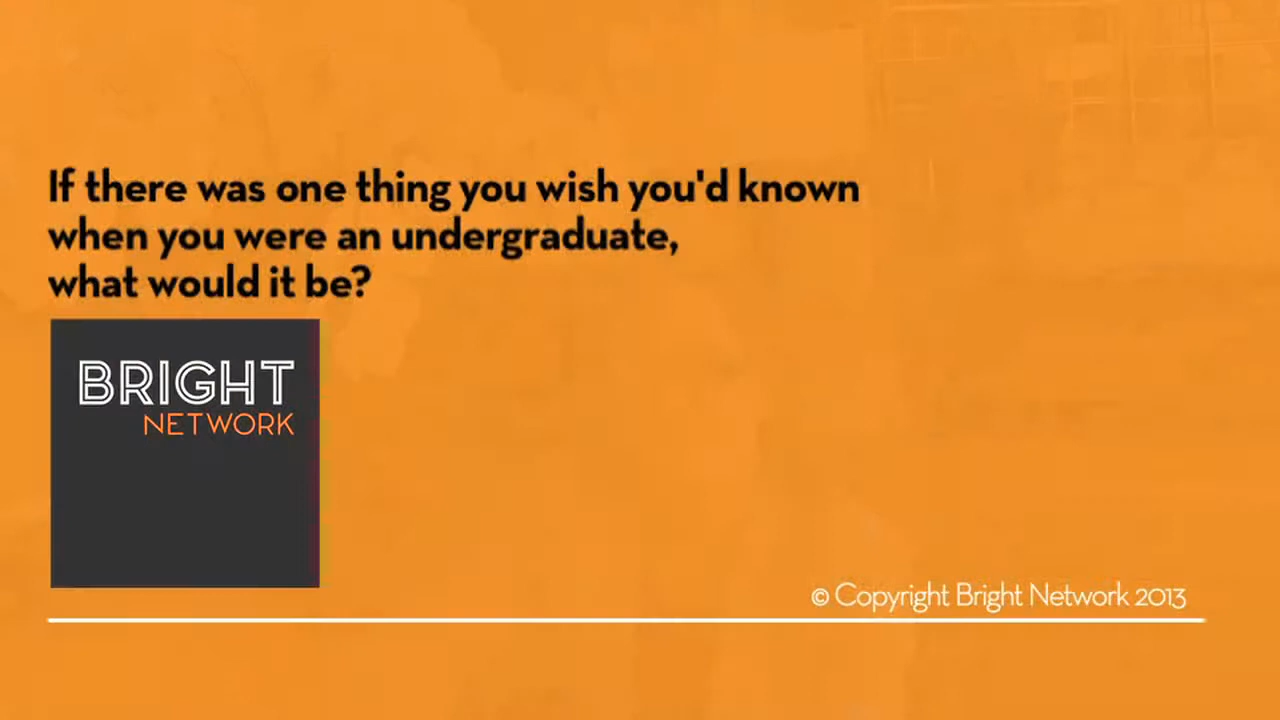 If there was one thing you wish you'd known
when you were an undergraduate,
what would it be?
BRIGHT
NETWORK
© Copyright Bright Network 2013